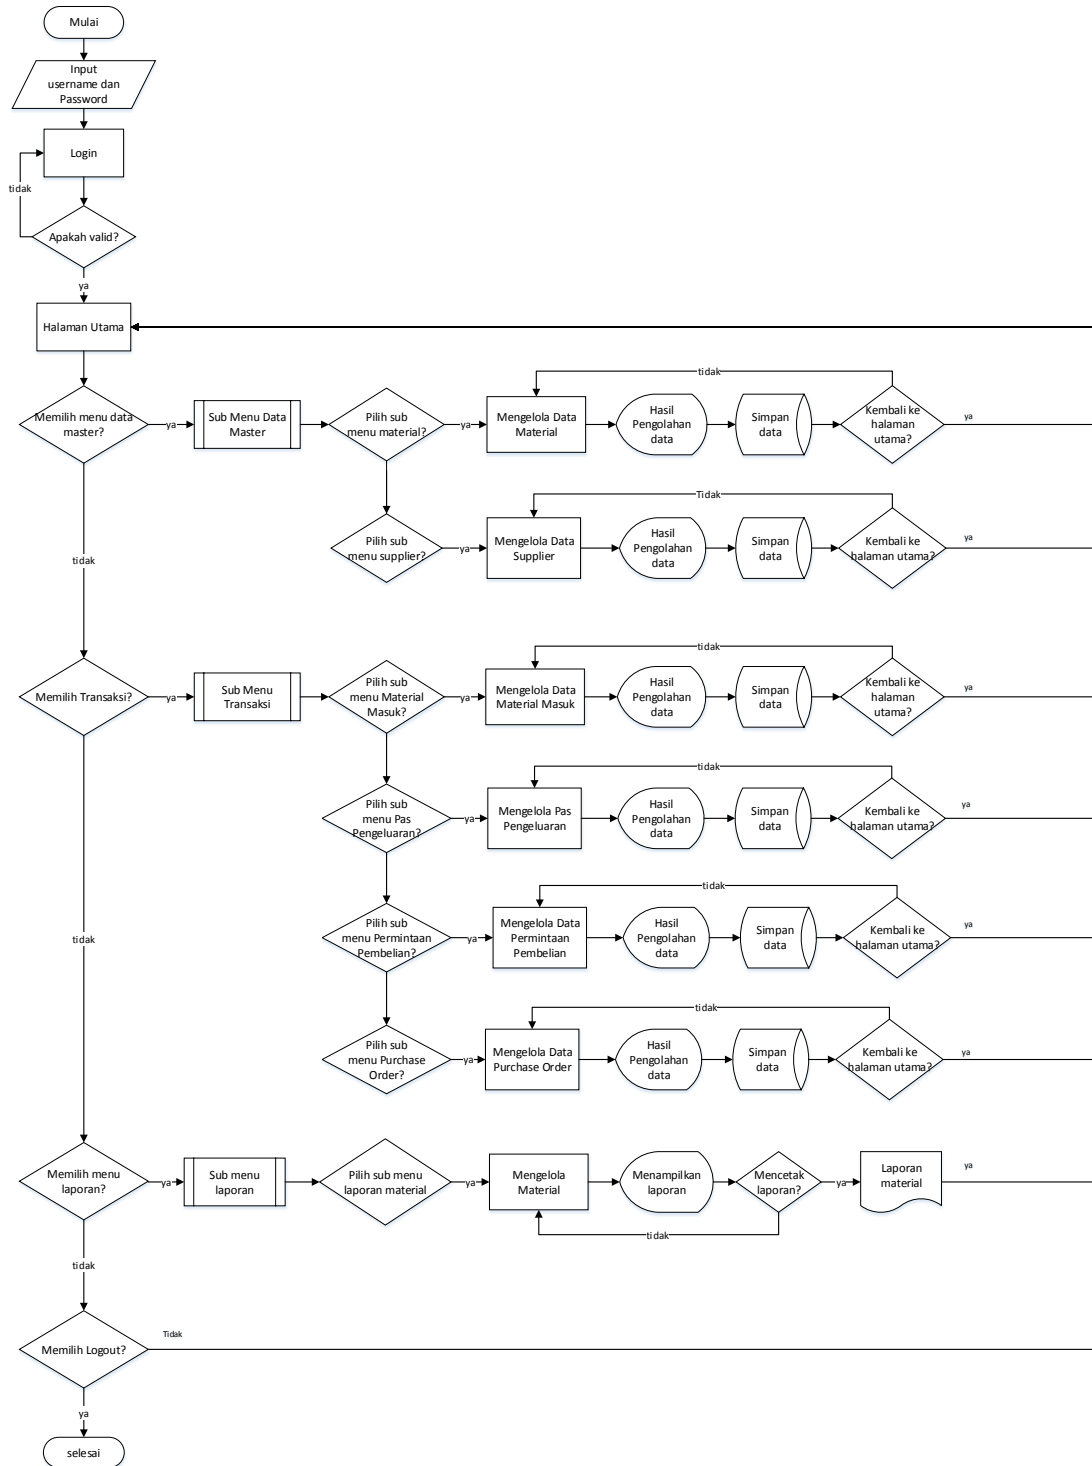 Mulai
Input
username dan
Password
Login
tidak
Apakah valid?
ya
Halaman Utama
tidak
Memilih menu data
master?
ya
Sub Menu Data
Master
Pilih sub
menu material?
ya
Mengelola Data
Material
Hasil
Pengolahan
data
Simpan
data
Kembali ke
halaman
utama?
ya
Tidak
Pilih sub
menu supplier?
ya
Mengelola Data
Supplier
Hasil
Pengolahan
data
Simpan
data
Kembali ke
halaman utama?
ya
tidak
tidak
Memilih Transaksi?
ya
Sub Menu
Transaksi
Pilih sub
menu Material
Masuk?
ya
Mengelola Data
Material Masuk
Hasil
Pengolahan
data
Simpan
data
Kembali ke
halaman
utama?
ya
tidak
Pilih sub
menu Pas
Pengeluaran?
ya
Mengelola Pas
Pengeluaran
Hasil
Pengolahan
data
Simpan
data
Kembali ke
halaman utama?
ya
tidak
tidak
Pilih sub
menu Permintaan
Pembelian?
ya
Mengelola Data
Permintaan
Pembelian
Hasil
Pengolahan
data
Simpan
data
Kembali ke
halaman utama?
ya
tidak
Pilih sub
menu Purchase
Order?
ya
Mengelola Data
Purchase Order
Hasil
Pengolahan
data
Simpan
data
Kembali ke
halaman utama?
ya
Memilih menu
laporan?
ya
Sub menu
laporan
Pilih sub menu
laporan material
ya
Mengelola
Material
Menampilkan
laporan
Mencetak
laporan?
ya
Laporan
material
ya
tidak
tidak
Memilih Logout?
Tidak
ya
selesai